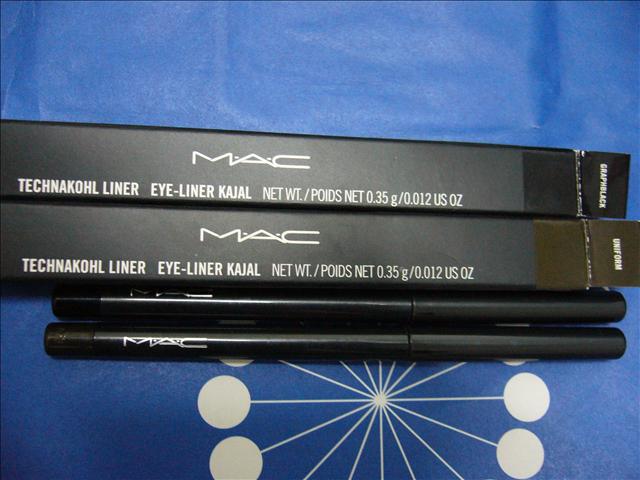 M·A·C
TECHNAKOHL LINER EYE-LINER KAJAL NET WT./POIDS NET 0.35 g/0.012 US OZ
GRAPHBLACK
M·A·C
TECHNAKOHL LINER EYE-LINER KAJAL NET WT./POIDS NET 0.35 g/0.012 US OZ
UNIFORM
M·A·C
M·A·C